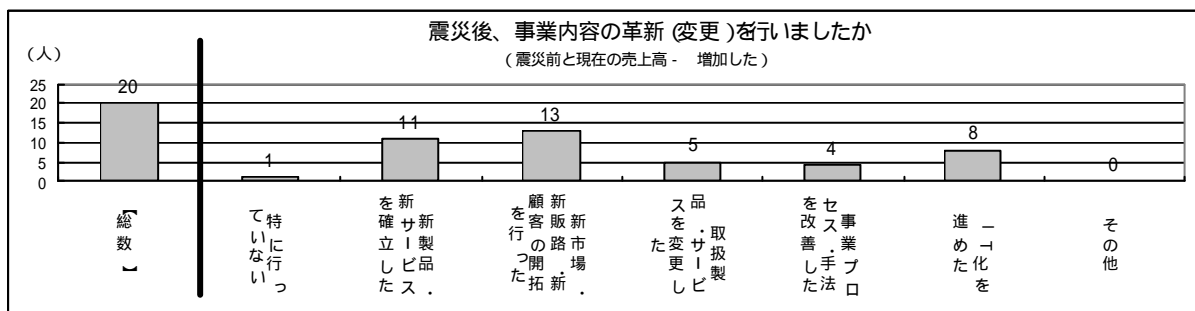 震災後、事業内容の革新(変更)を行いましたか
(人)
(震災前と現在の売上高- 増加した)
25
20
15
10
5
0
20
1
11
13
5
4
8
0
【総数】
特に行っ
ていない
新製品・
新サービス
を確立した
新市場・
新販路・新
顧客の開拓
を行った
取扱製
品・サービ
スを変更し
た
事業プロ
セス・手法
を改善した
IT化を
進めた
その他